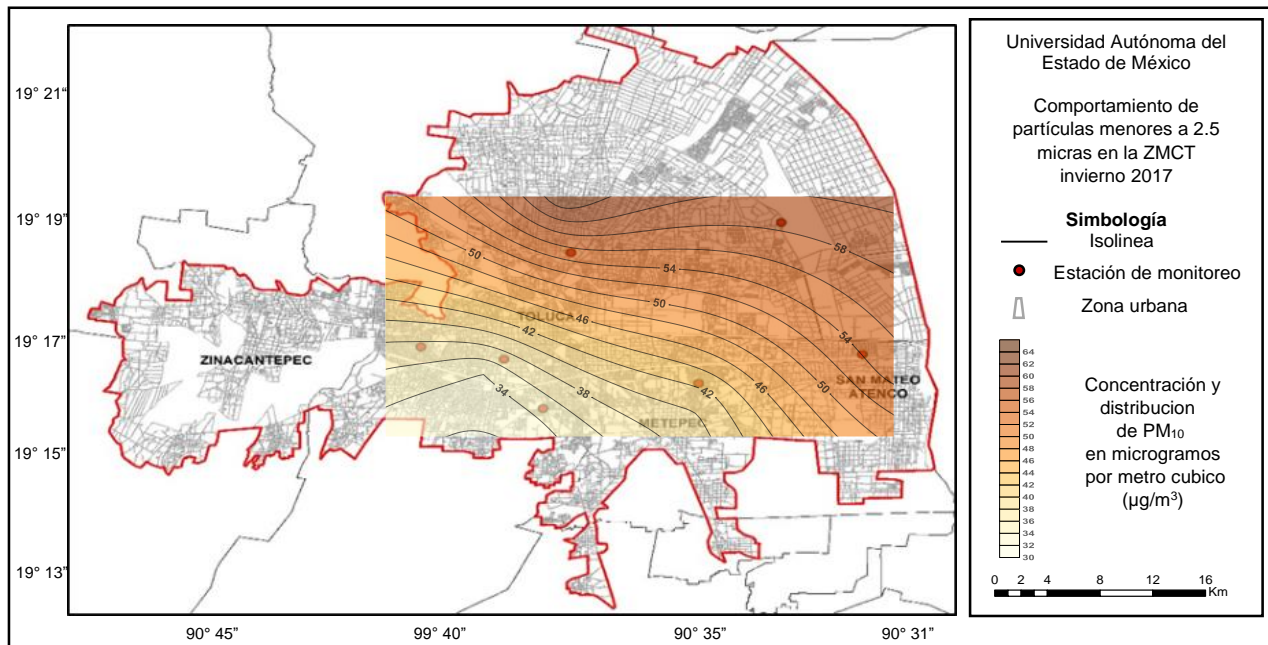 19° 21“
19° 19”
19° 17”
19° 15”
19° 13”
90° 45”
99° 40”
90° 35”
90° 31”
ZINACANTEPEC
TOLUCA
METEPEC
SAN MATEO
ATENCO
50
54
58
50
46
42
54
38
34
42
46
50
Universidad Autónoma del
Estado de México
Comportamiento de
partículas menores a 2.5
micras en la ZMCT
invierno 2017
Simbología
Isolinea
Estación de monitoreo
Zona urbana
64
62
60
58
56
54
52
50
48
46
44
42
40
38
36
34
32
30
Concentración y
distribucion
de PM₁₀
en microgramos
por metro cubico
(µg/m³)
0 2 4 8 12 16
Km